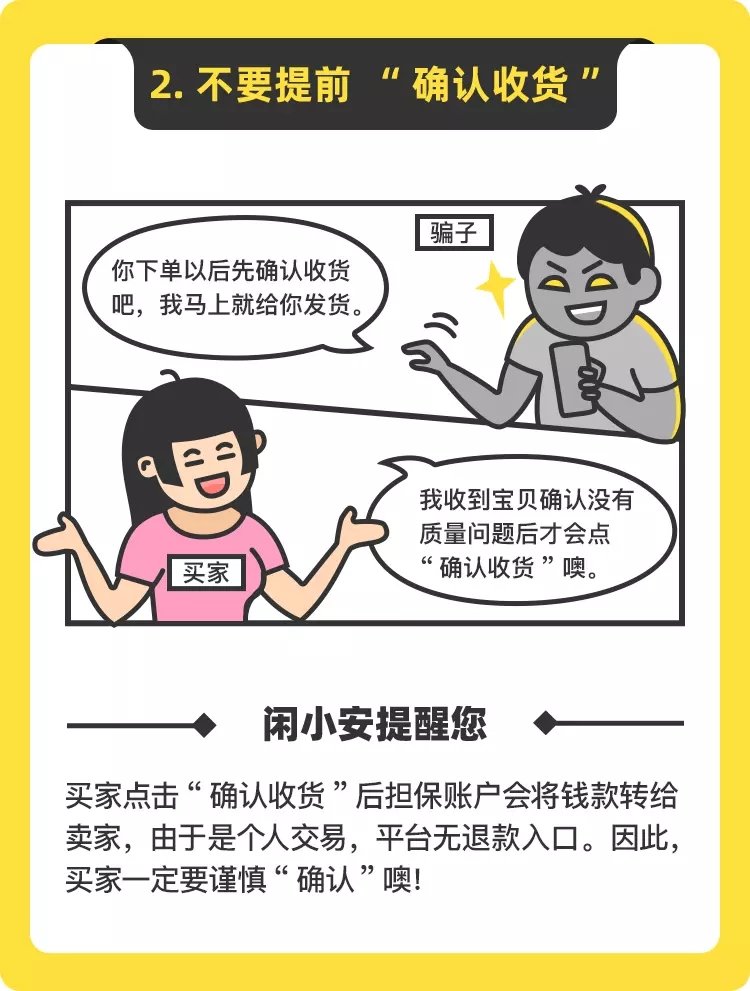 2. 不要提前 “确认收货”
骗子
你下单以后先确认收货
吧，我马上就给你发货。
我收到宝贝确认没有
质量问题后才会点
“确认收货”噢。
买家
闲小安提醒您
买家点击“确认收货”后担保账户会将钱款转给
卖家，由于是个人交易，平台无退款入口。因此，
买家一定要谨慎“确认”噢!